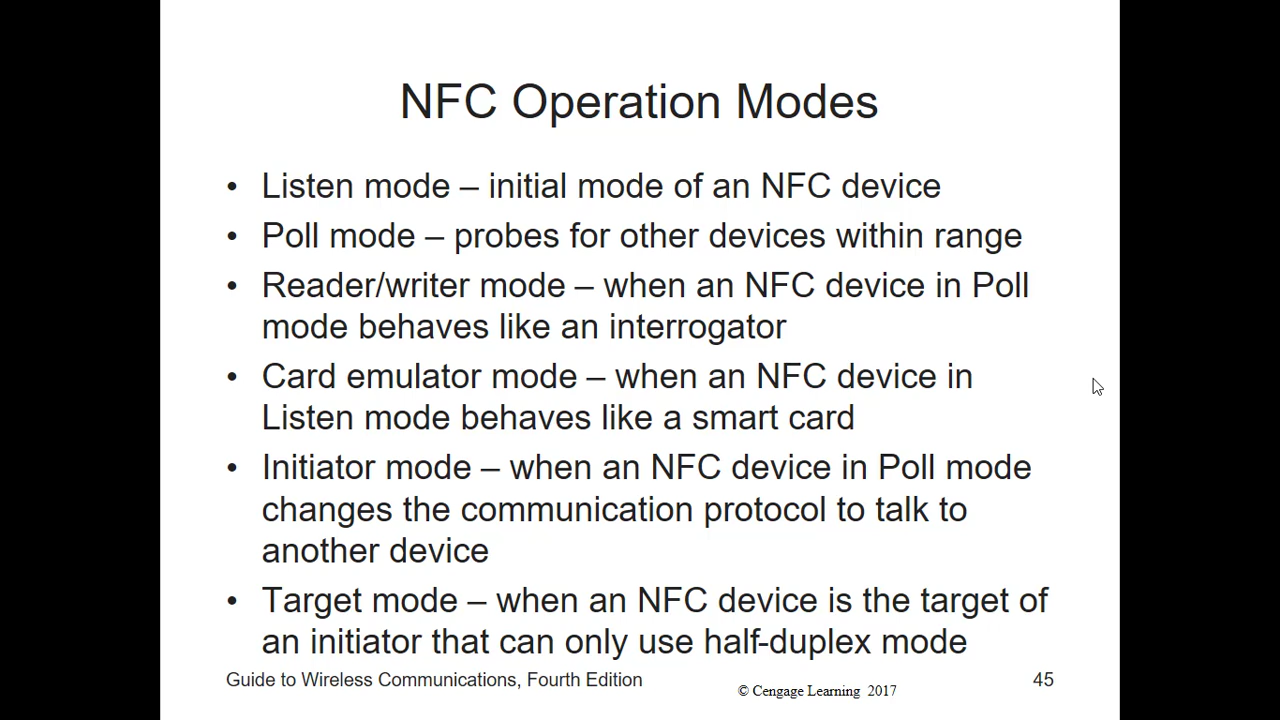 NFC Operation Modes
• Listen mode – initial mode of an NFC device
• Poll mode – probes for other devices within range
• Reader/writer mode – when an NFC device in Poll
mode behaves like an interrogator
• Card emulator mode – when an NFC device in
Listen mode behaves like a smart card
• Initiator mode – when an NFC device in Poll mode
changes the communication protocol to talk to
another device
• Target mode – when an NFC device is the target of
an initiator that can only use half-duplex mode
Guide to Wireless Communications, Fourth Edition
© Cengage Learning 2017
45